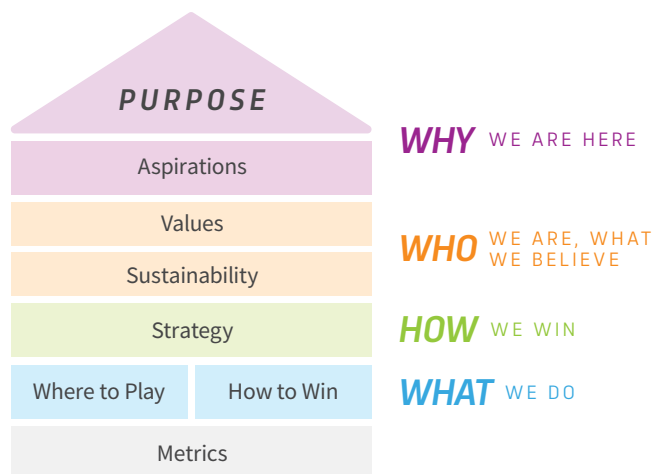 PURPOSE
Aspirations
WHY WE ARE HERE
Values
Sustainability
WHO WE ARE, WHAT
WE BELIEVE
Strategy
HOW WE WIN
Where to Play
How to Win
WHAT WE DO
Metrics